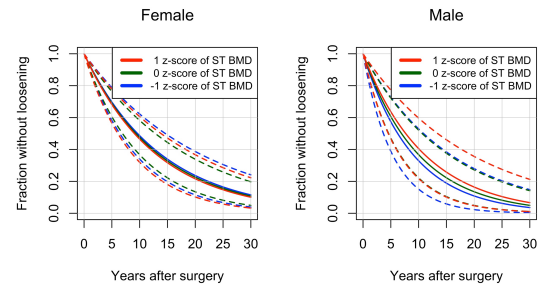 Female
Fraction without loosening
1.0
0.8
0.6
0.4
0.2
0.0
1 z-score of ST BMD
0 z-score of ST BMD
-1 z-score of ST BMD
0 5 10 15 20 25 30
Years after surgery
Male
Fraction without loosening
1.0
0.8
0.6
0.4
0.2
0.0
1 z-score of ST BMD
0 z-score of ST BMD
-1 z-score of ST BMD
0 5 10 15 20 25 30
Years after surgery